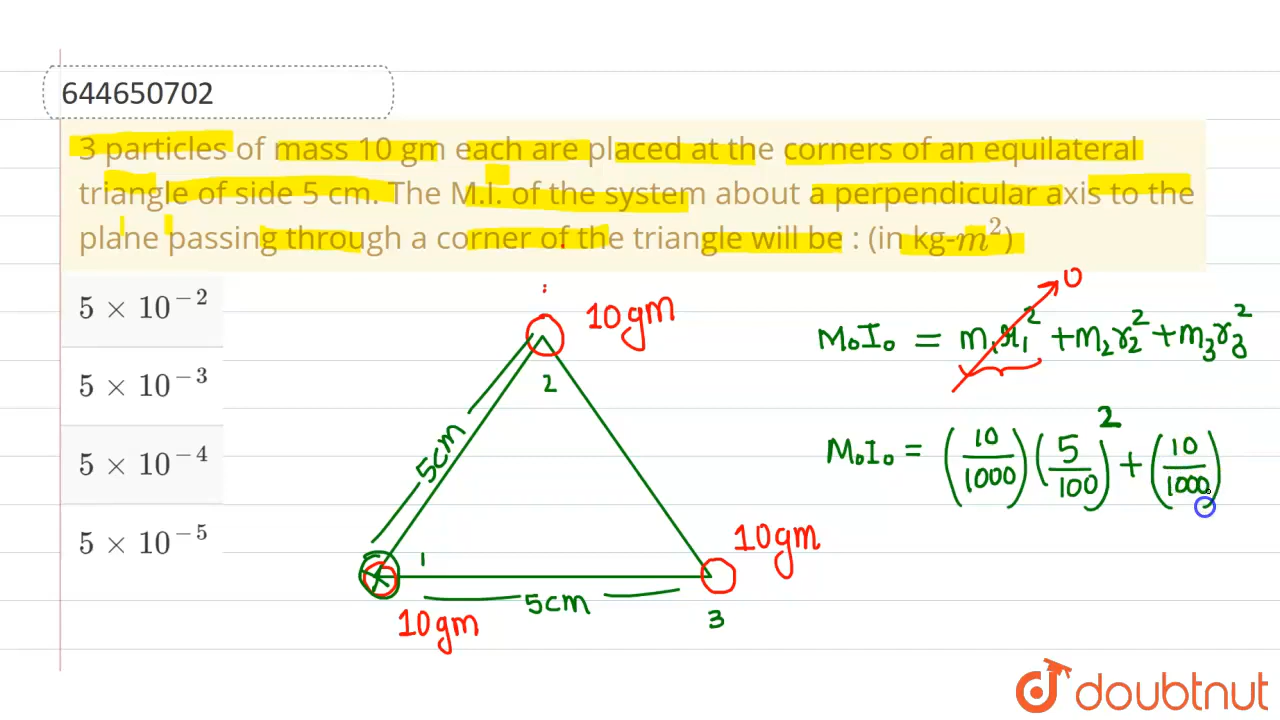 644650702
3 particles of mass 10 gm each are placed at the corners of an equilateral
triangle of side 5 cm. The M.I. of the system about a perpendicular axis to the
plane passing through a corner of the triangle will be : (in kg-m²)
5 × 10⁻²
5 × 10⁻³
5 × 10⁻⁴
5 × 10⁻⁵
10gm
2
5cm
1
10gm
5cm
10gm
3
M₀I₀ = m₁r₁² + m₂r₂² + m₃r₃²
0
M₀I₀ = (10/1000)(5/100)² + (10/1000)
doubtnut